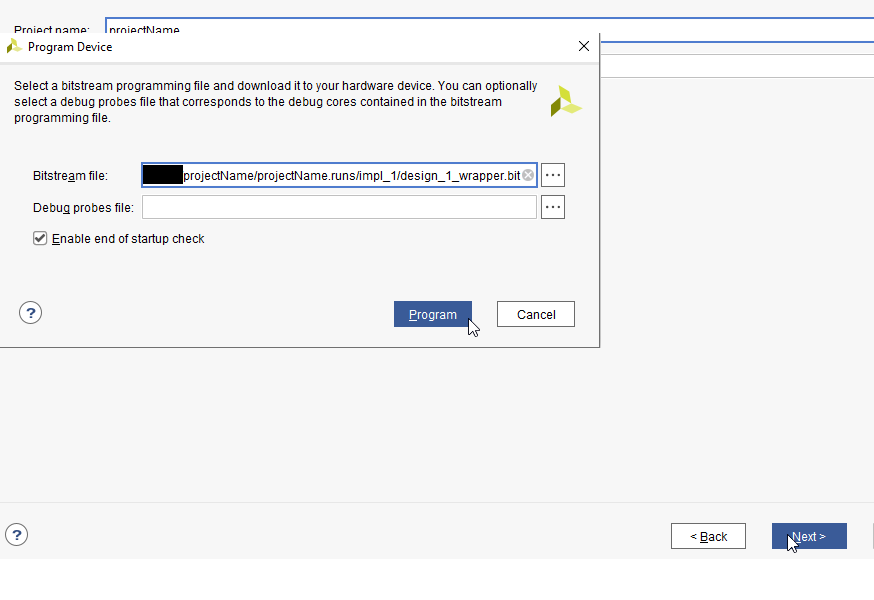 Project name: projectName
Program Device
Select a bitstream programming file and download it to your hardware device. You can optionally
select a debug probes file that corresponds to the debug cores contained in the bitstream
programming file.
Bitstream file: projectName/projectName.runs/impl_1/design_1_wrapper.bit
...
Debug probes file:
...
Enable end of startup check
?
Program
Cancel
?
< Back
Next >